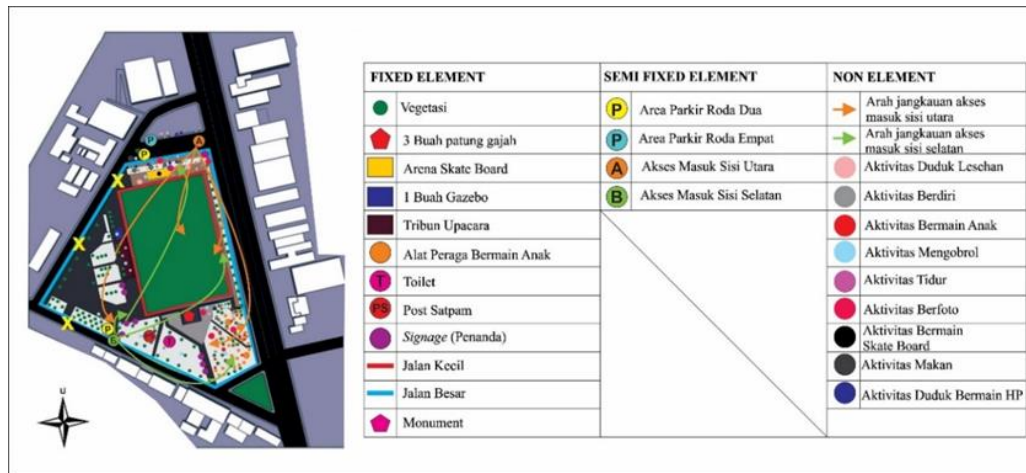 FIXED ELEMENT
Vegetasi
3 Buah patung gajah
Arena Skate Board
1 Buah Gazebo
Tribun Upacara
Alat Peraga Bermain Anak
T Toilet
PS Post Satpam
Signage (Penanda)
Jalan Kecil
Jalan Besar
Monument
SEMI FIXED ELEMENT
P Area Parkir Roda Dua
P Area Parkir Roda Empat
A Akses Masuk Sisi Utara
B Akses Masuk Sisi Selatan
NON ELEMENT
Arah jangkauan akses
masuk sisi utara
Arah jangkauan akses
masuk sisi selatan
Aktivitas Duduk Lesehan
Aktivitas Berdiri
Aktivitas Bermain Anak
Aktivitas Mengobrol
Aktivitas Tidur
Aktivitas Berfoto
Aktivitas Bermain
Skate Board
Aktivitas Makan
Aktivitas Duduk Bermain HP
P
A
P
X
X
X
P
B
PS
T
U